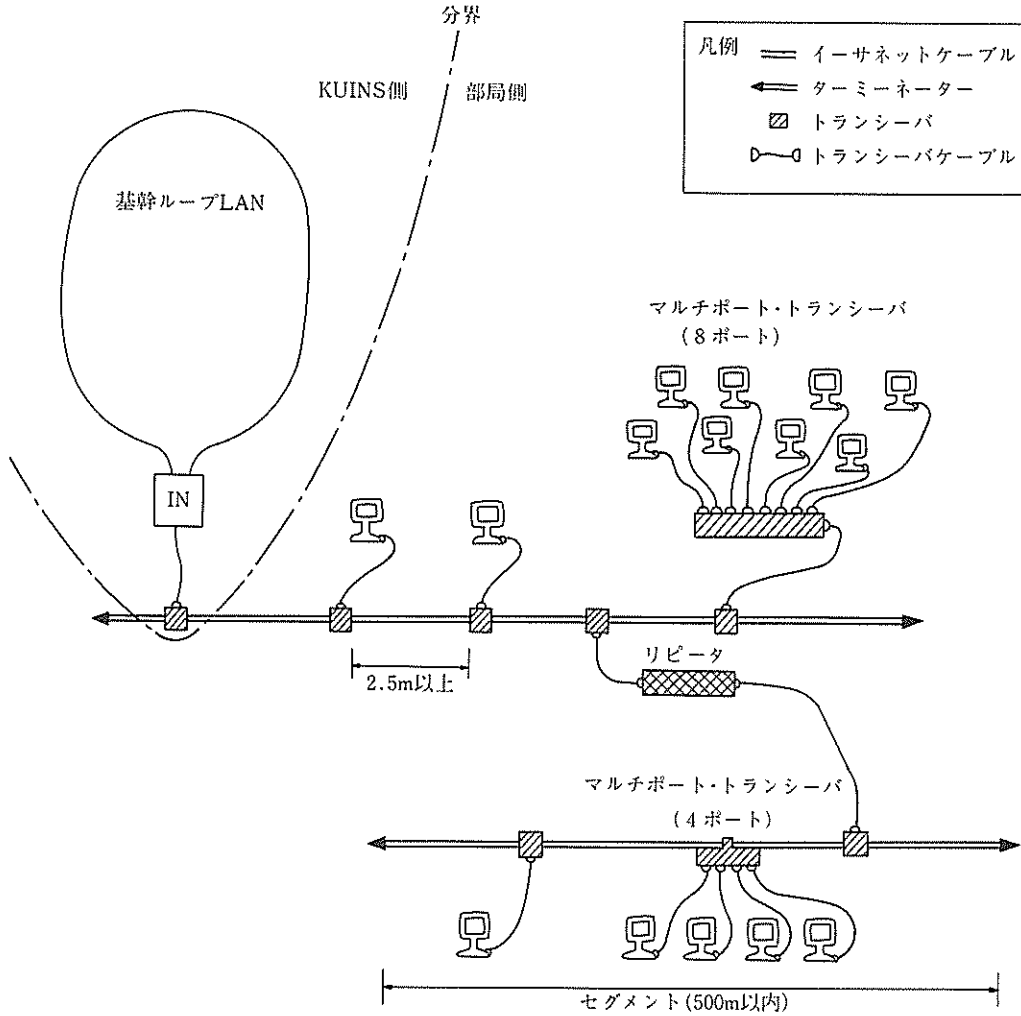 分界
KUINS側
部局側
凡例
イーサネットケーブル
ターミーネーター
トランシーバ
トランシーバケーブル
基幹ループLAN
マルチポート・トランシーバ
(8ポート)
IN
2.5m以上
リピータ
マルチポート・トランシーバ
(4ポート)
セグメント(500m以内)